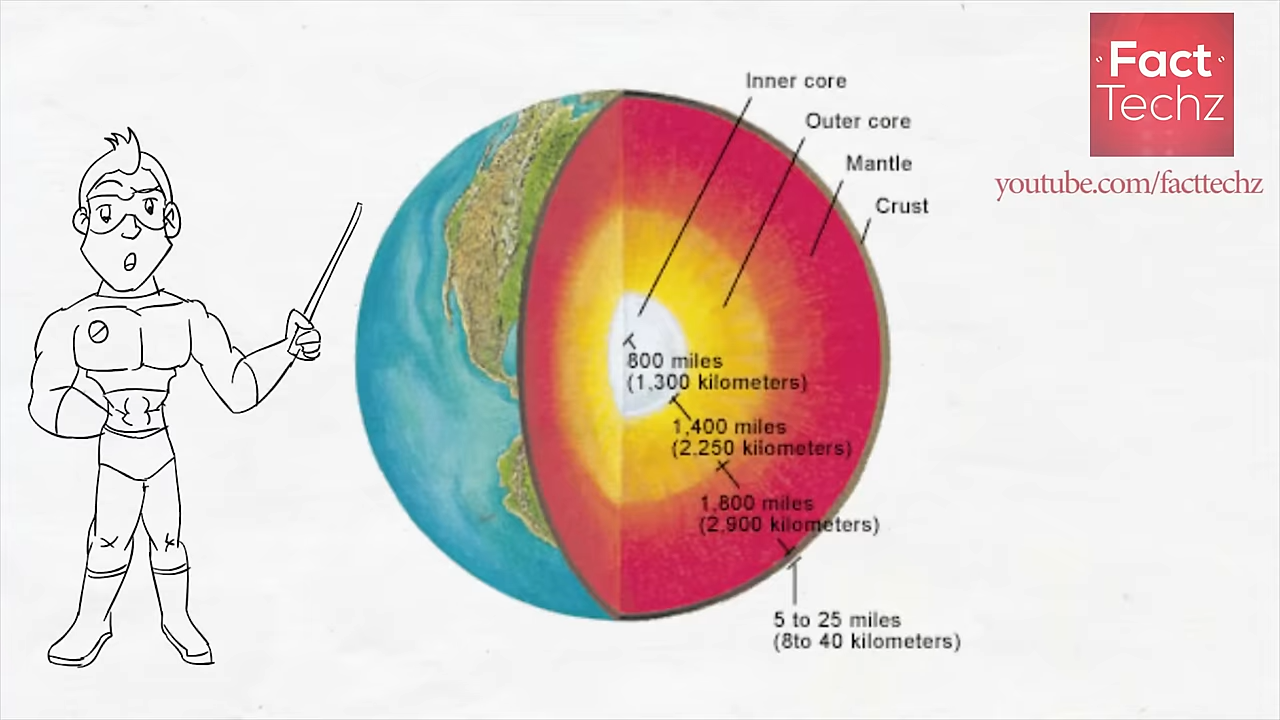 Fact
Techz
youtube.com/facttechz
Inner core
Outer core
Mantle
Crust
800 miles
(1,300 kilometers)
1,400 miles
(2,250 kilometers)
1,800 miles
(2,900 kilometers)
5 to 25 miles
(8to 40 kilometers)